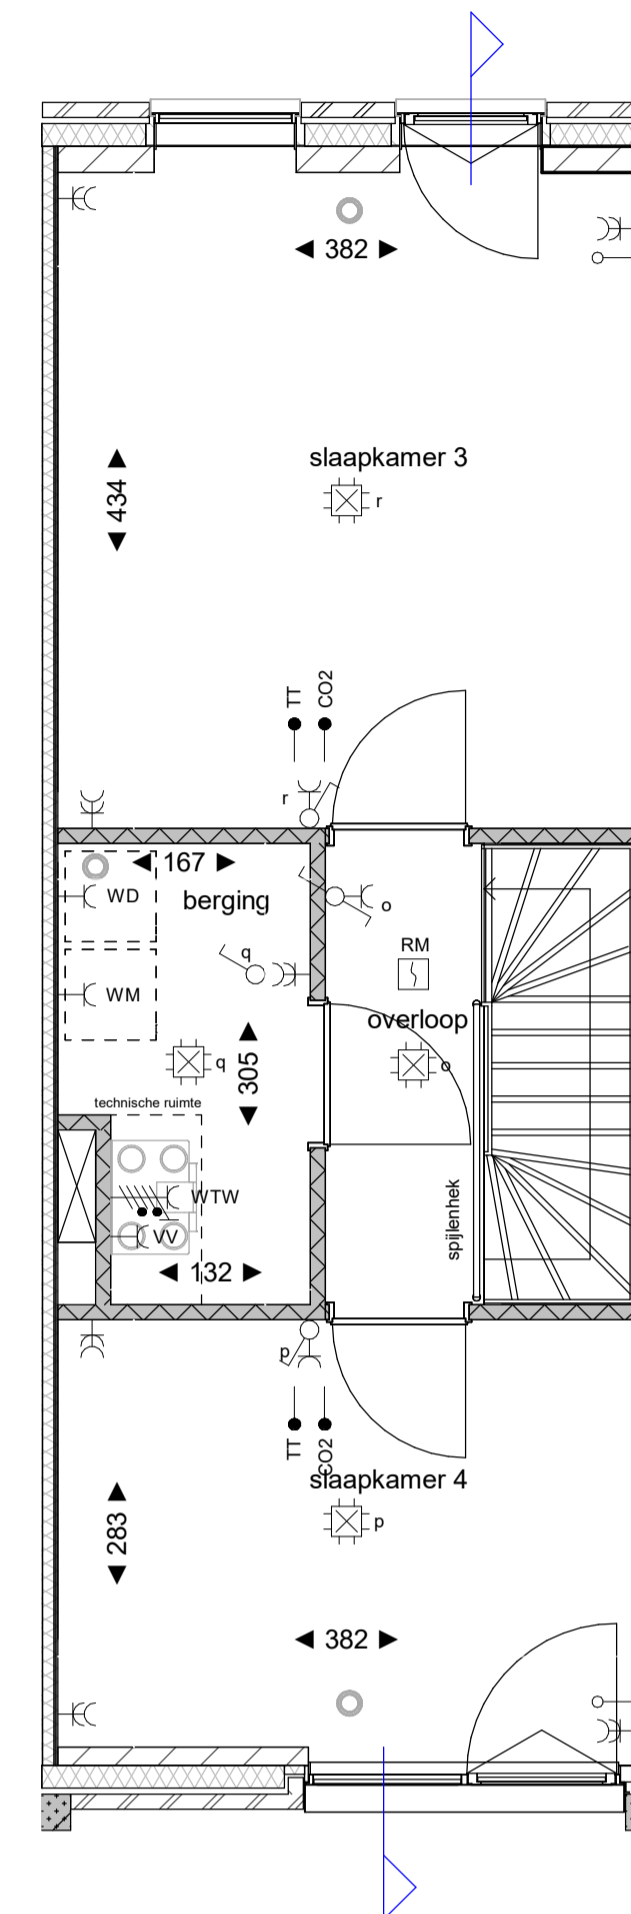 382
slaapkamer 3
r
434
TT
CO2
r
167
WD
berging
o
q
RM
WM
overloop
q
305
o
technische ruimte
WTW
spijlenhek
VV
132
p
TT
CO2
slaapkamer 4
p
283
382